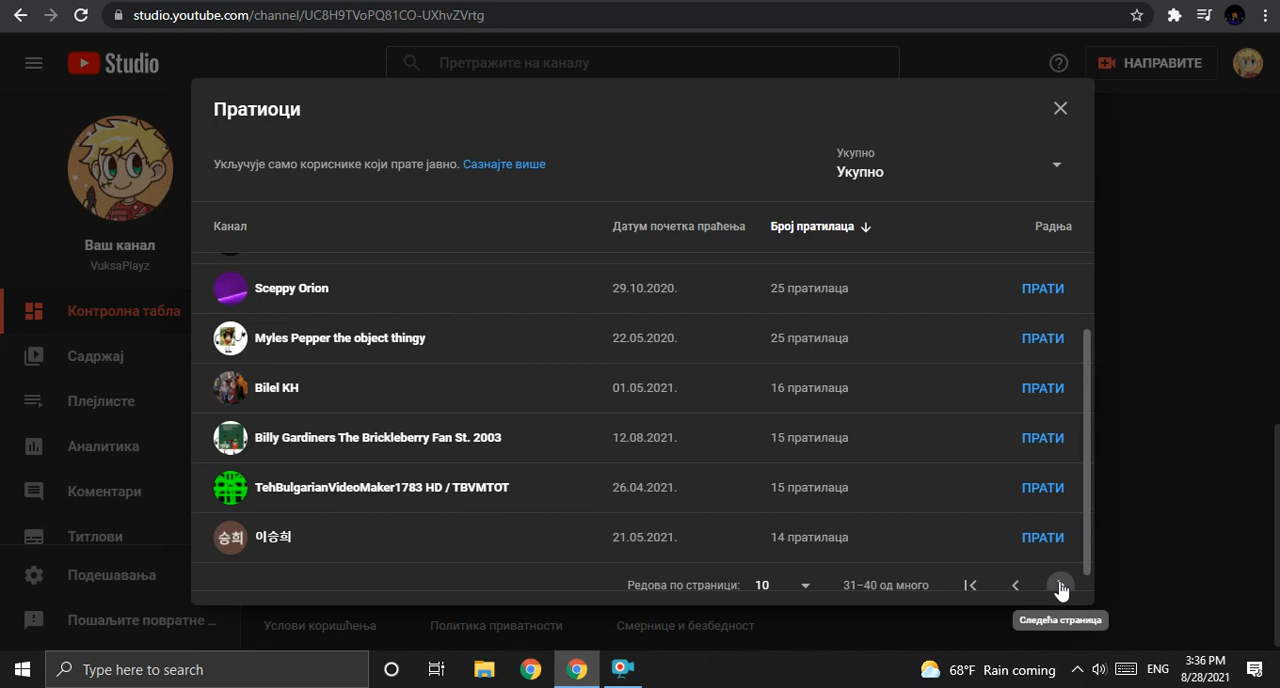 studio.youtube.com/channel/UC8H9TVoPQ81CO-UXhvZVrtg
Studio
Претражите на каналу
НАПРАВИТЕ
Пратиоци
Укључује само кориснике који прате јавно. Сазнајте више
Укупно
Укупно
Канал Датум почетка праћења Број пратилаца Радња
Sceppy Orion 29.10.2020. 25 пратилаца ПРАТИ
Myles Pepper the object thingy 22.05.2020. 25 пратилаца ПРАТИ
Bilel KH 01.05.2021. 16 пратилаца ПРАТИ
Billy Gardiners The Brickleberry Fan St. 2003 12.08.2021. 15 пратилаца ПРАТИ
TehBulgarianVideoMaker1783 HD / TBVMTOT 26.04.2021. 15 пратилаца ПРАТИ
승희 이승희 21.05.2021. 14 пратилаца ПРАТИ
Редова по страници: 10 31–40 од много
Следећа страница
Ваш канал
VuksaPlayz
Контролна табла
Садржај
Плејлисте
Аналитика
Коментари
Титлови
Подешавања
Пошаљите повратне ...
Услови коришћења Политика приватности Смернице и безбедност
Type here to search
68°F Rain coming
ENG
3:36 PM
8/28/2021